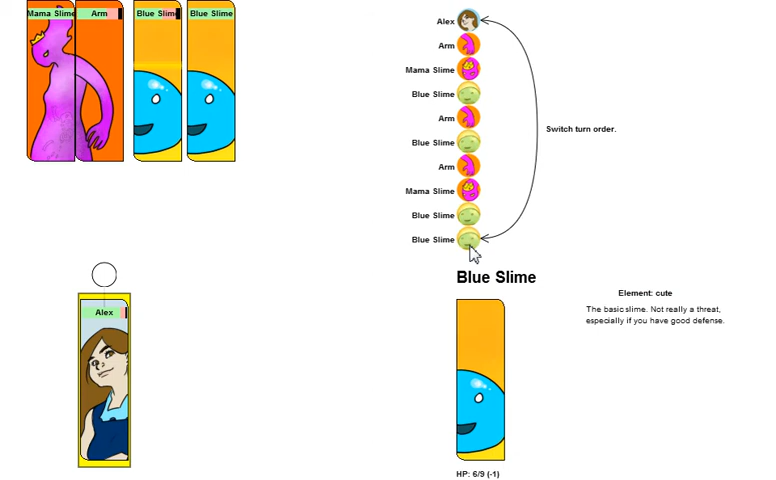 Mama Slime
Arm
Blue Slime
Blue Slime
Alex
Arm
Mama Slime
Blue Slime
Arm
Blue Slime
Arm
Mama Slime
Blue Slime
Blue Slime
Switch turn order.
Blue Slime
Element: cute
The basic slime. Not really a threat,
especially if you have good defense.
HP: 6/9 (-1)
Alex